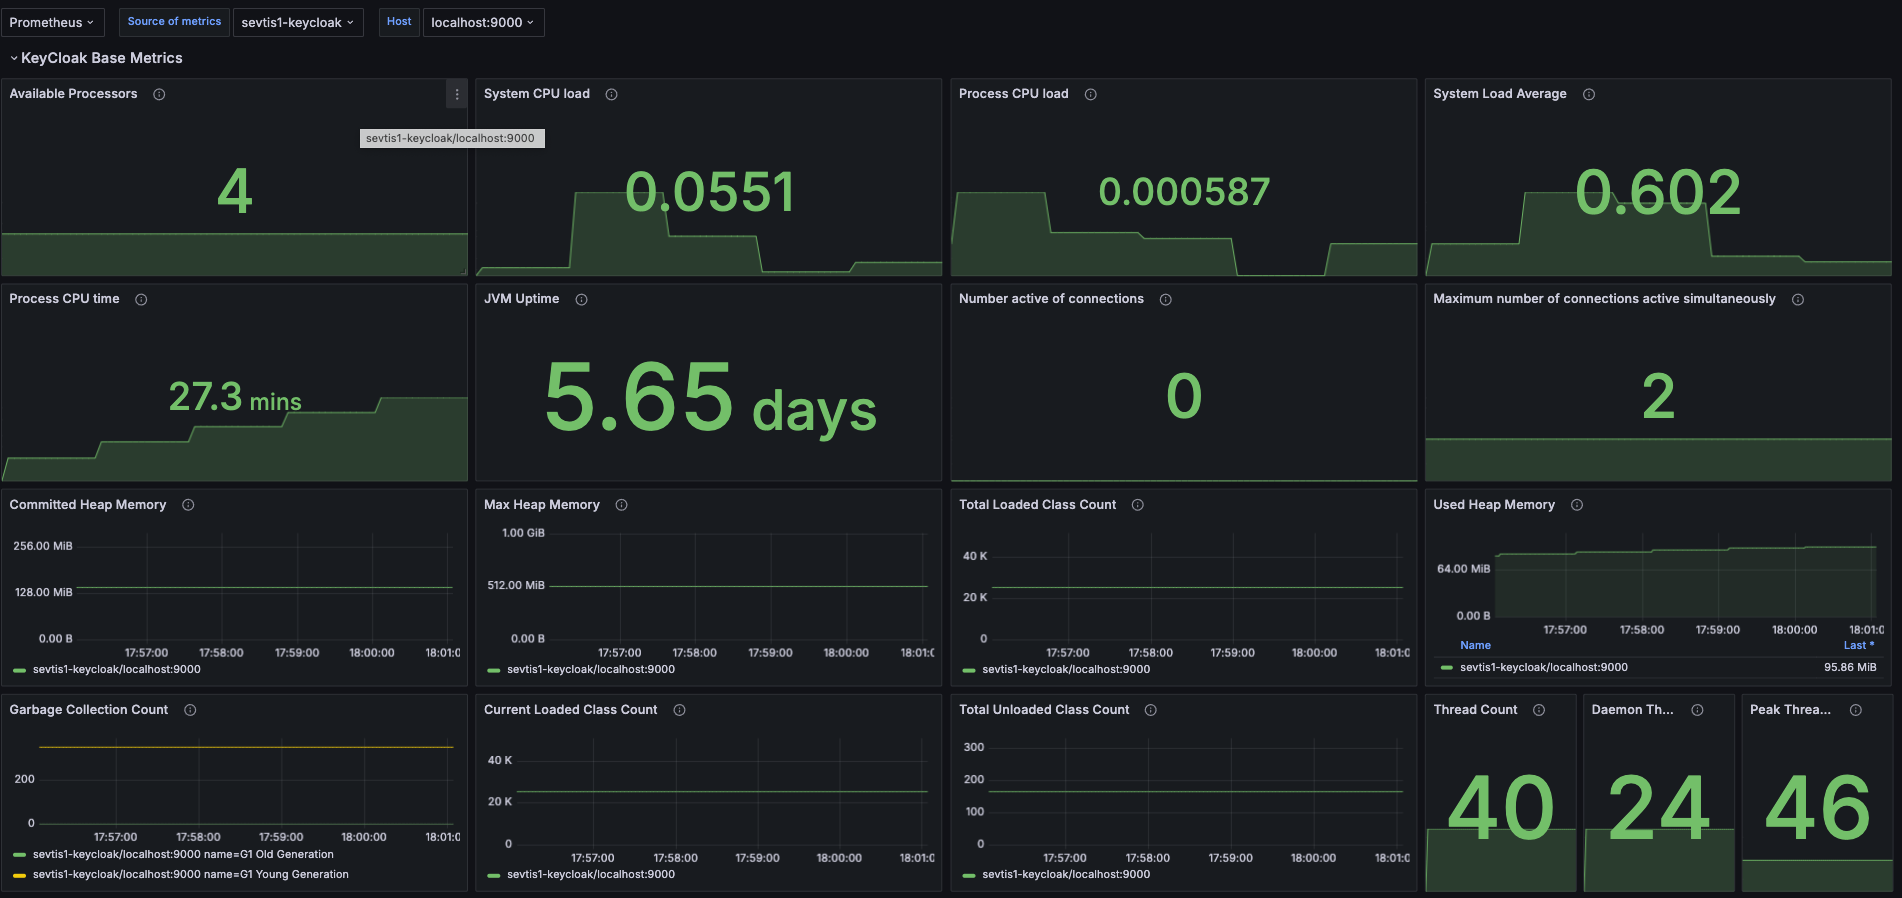 Prometheus Source of metrics sevtis1-keycloak Host localhost:9000
KeyCloak Base Metrics
Available Processors
sevtis1-keycloak/localhost:9000
4
System CPU load
0.0551
Process CPU load
0.000587
System Load Average
0.602
Process CPU time
27.3 mins
JVM Uptime
5.65 days
Number active of connections
0
Maximum number of connections active simultaneously
2
Committed Heap Memory
256.00 MiB
128.00 MiB
0.00 B
17:57:00 17:58:00 17:59:00 18:00:00 18:01:0
sevtis1-keycloak/localhost:9000
Max Heap Memory
1.00 GiB
512.00 MiB
0.00 B
17:57:00 17:58:00 17:59:00 18:00:00 18:01:0
sevtis1-keycloak/localhost:9000
Total Loaded Class Count
40 K
20 K
0
17:57:00 17:58:00 17:59:00 18:00:00 18:01:0
sevtis1-keycloak/localhost:9000
Used Heap Memory
64.00 MiB
0.00 B
17:57:00 17:58:00 17:59:00 18:00:00 18:01:0
Name Last *
sevtis1-keycloak/localhost:9000 95.86 MiB
Garbage Collection Count
200
0
17:57:00 17:58:00 17:59:00 18:00:00 18:01:0
sevtis1-keycloak/localhost:9000 name=G1 Old Generation
sevtis1-keycloak/localhost:9000 name=G1 Young Generation
Current Loaded Class Count
40 K
20 K
0
17:57:00 17:58:00 17:59:00 18:00:00 18:01:0
sevtis1-keycloak/localhost:9000
Total Unloaded Class Count
300
200
100
0
17:57:00 17:58:00 17:59:00 18:00:00 18:01:0
sevtis1-keycloak/localhost:9000
Thread Count
40
Daemon Th...
24
Peak Threa...
46